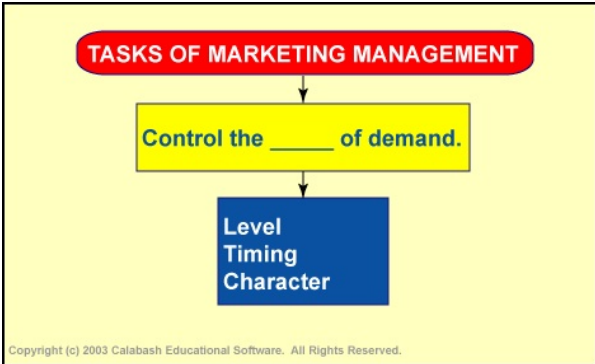 TASKS OF MARKETING MANAGEMENT
Control the _____ of demand.
Level
Timing
Character
Copyright (c) 2003 Calabash Educational Software. All Rights Reserved.